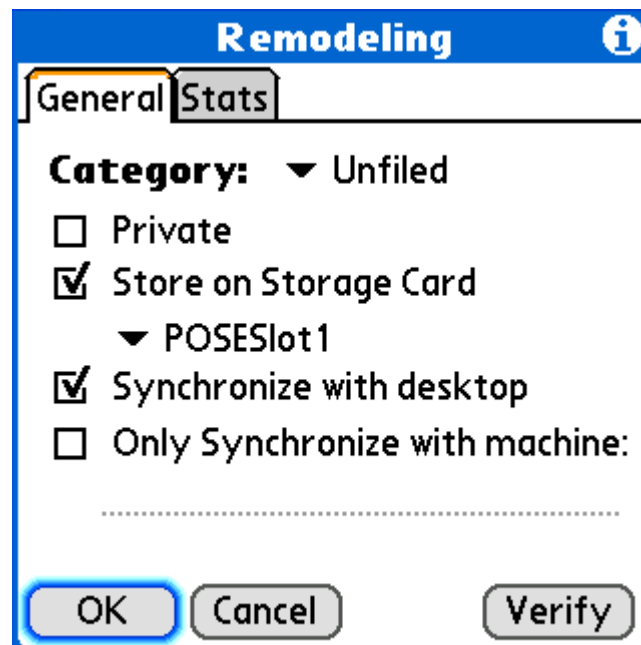 Remodeling
General Stats
Category: Unfiled
Private
Store on Storage Card
POSESlot1
Synchronize with desktop
Only Synchronize with machine:
OK Cancel Verify